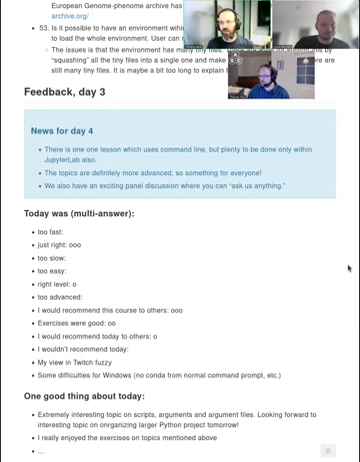 European Genome-phenome archive has
archive.org/
53. Is it possible to have an environment
to load the whole environment. User can
The issues is that the environment has many tiny files.
"squashing" all the tiny files into a single one and make
still many tiny files. It is maybe a bit too long to explain
Feedback, day 3
News for day 4
There is one one lesson which uses command line, but plenty to be done only within
JupyterLab also.
The topics are definitely more advanced, so something for everyone!
We also have an exciting panel discussion where you can "ask us anything."
Today was (multi-answer):
too fast:
just right: ooo
too slow:
too easy:
right level: o
too advanced:
I would recommend this course to others: ooo
Exercises were good: oo
I would recommend today to others: o
I wouldn't recommend today:
My view in Twitch fuzzy
Some difficulties for Windows (no conda from normal command prompt, etc.)
One good thing about today:
Extremely interesting topic on scripts, arguments and argument files. Looking forward to
interesting topic on onrganizing larger Python project tomorrow!
I really enjoyed the exercises on topics mentioned above
...